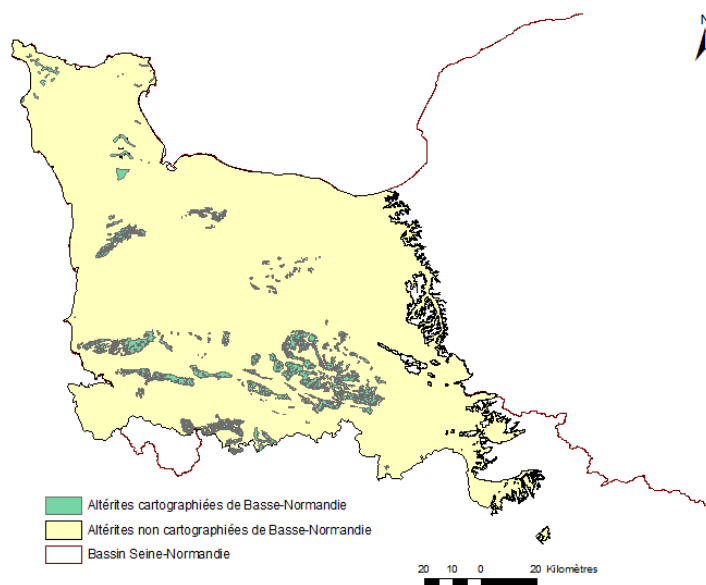 N
Altérites cartographiées de Basse-Normandie
Altérites non cartographiées de Basse-Normandie
Bassin Seine-Normandie
20 10 0 20 Kilomètres